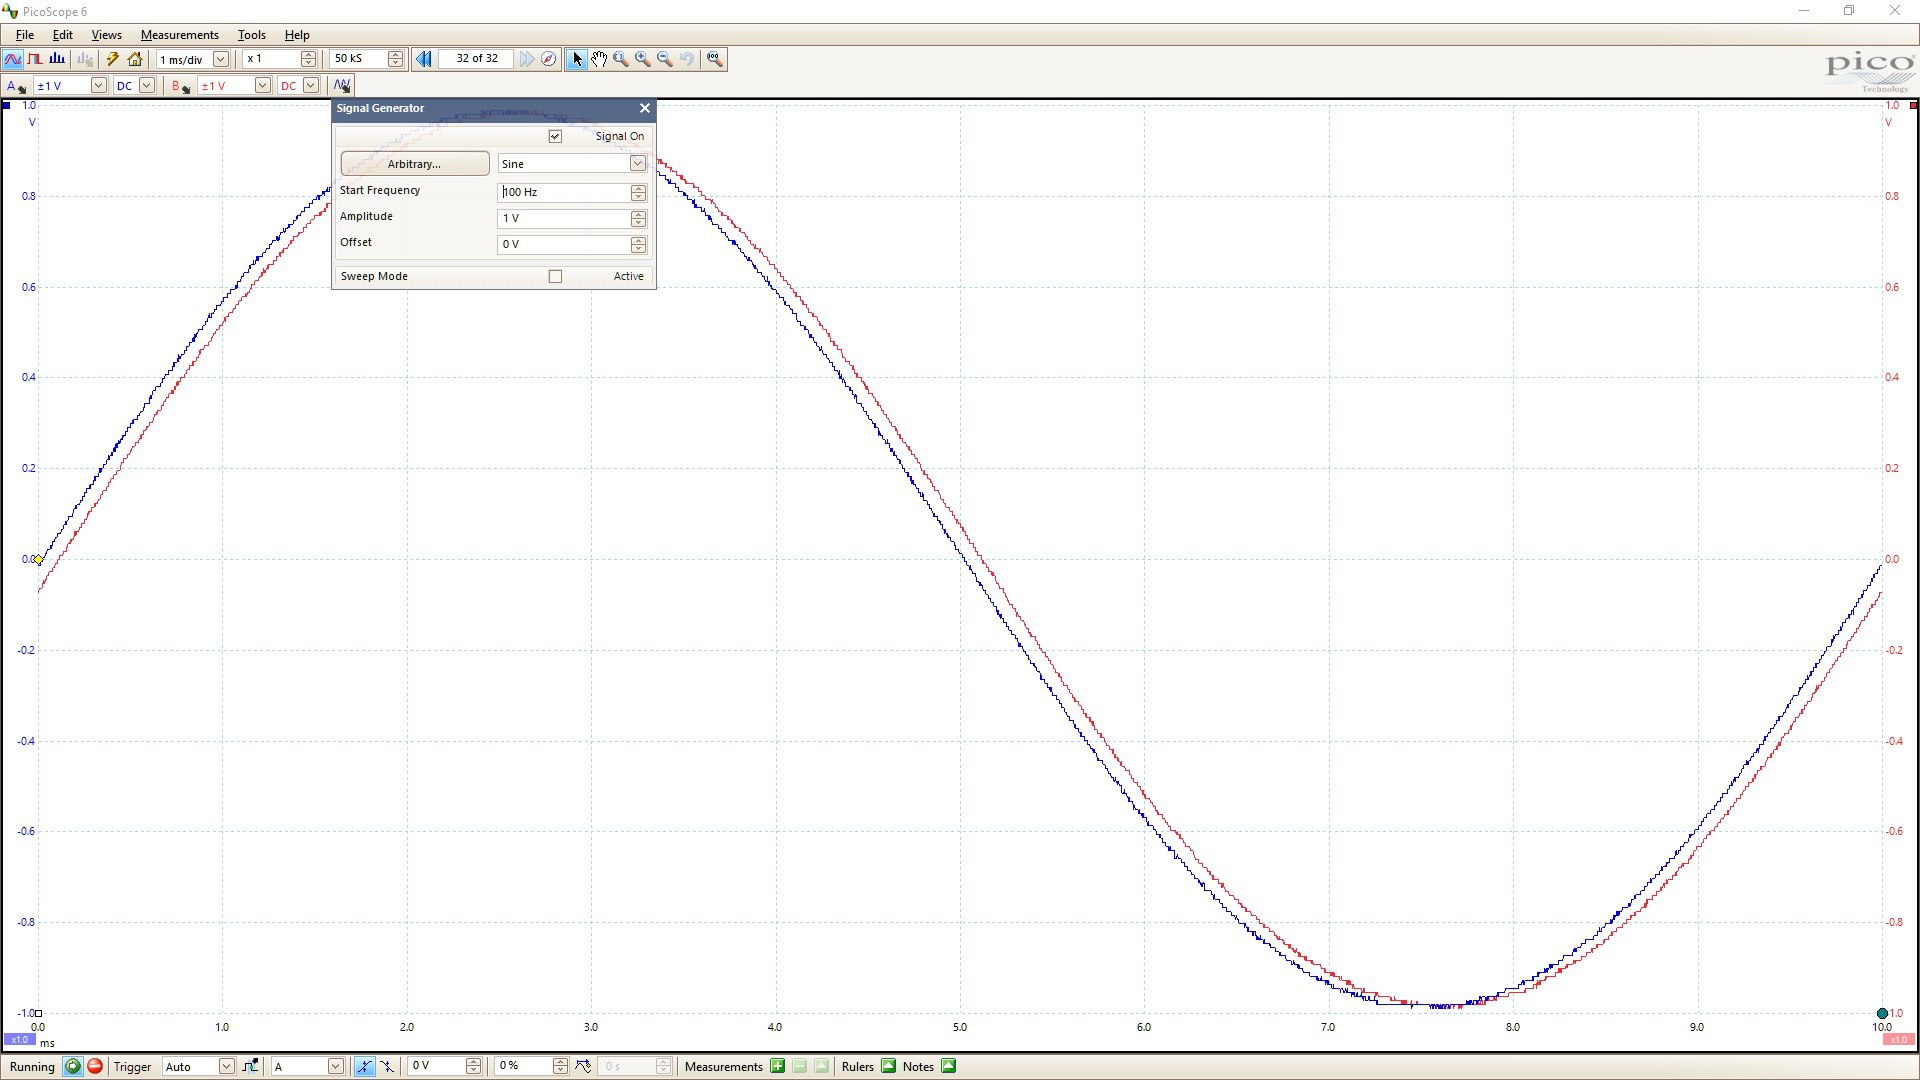 PicoScope 6
File Edit Views Measurements Tools Help
1 ms/div x 1 50 kS 32 of 32
pico
Technology
A ±1 V DC B ±1 V DC
Signal Generator
Signal On
Arbitrary... Sine
Start Frequency 100 Hz
Amplitude 1 V
Offset 0 V
Sweep Mode Active
1.0 1.0
V V
0.8 0.8
0.6 0.6
0.4 0.4
0.2 0.2
0.0 0.0
-0.2 -0.2
-0.4 -0.4
-0.6 -0.6
-0.8 -0.8
-1.0 -1.0
0.0 1.0 2.0 3.0 4.0 5.0 6.0 7.0 8.0 9.0 10.0
x1.0 ms x1.0
Running Trigger Auto A 0 V 0 % 0 s Measurements Rulers Notes